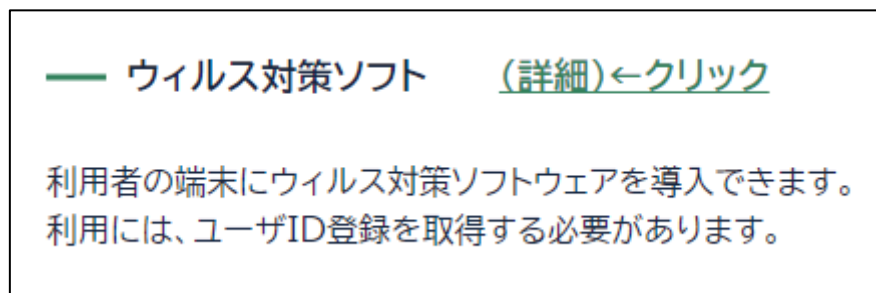 ウィルス対策ソフト (詳細)←クリック
利用者の端末にウィルス対策ソフトウェアを導入できます。
利用には、ユーザID登録を取得する必要があります。